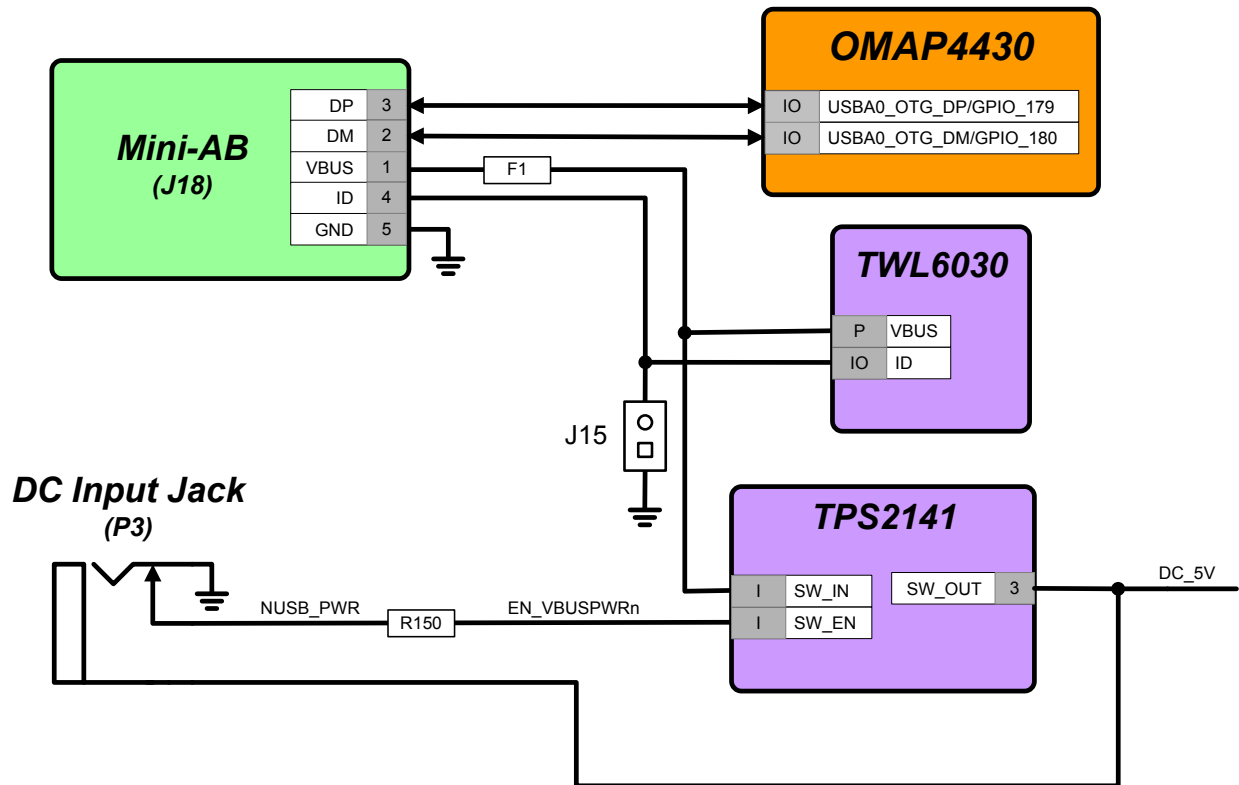 OMAP4430
IO USBA0_OTG_DP/GPIO_179
IO USBA0_OTG_DM/GPIO_180
Mini-AB
(J18)
DP 3
DM 2
VBUS 1
ID 4
GND 5
F1
TWL6030
P VBUS
IO ID
J15
DC Input Jack
(P3)
NUSB_PWR
R150
EN_VBUSPWRn
TPS2141
I SW_IN
I SW_EN
SW_OUT 3
DC_5V